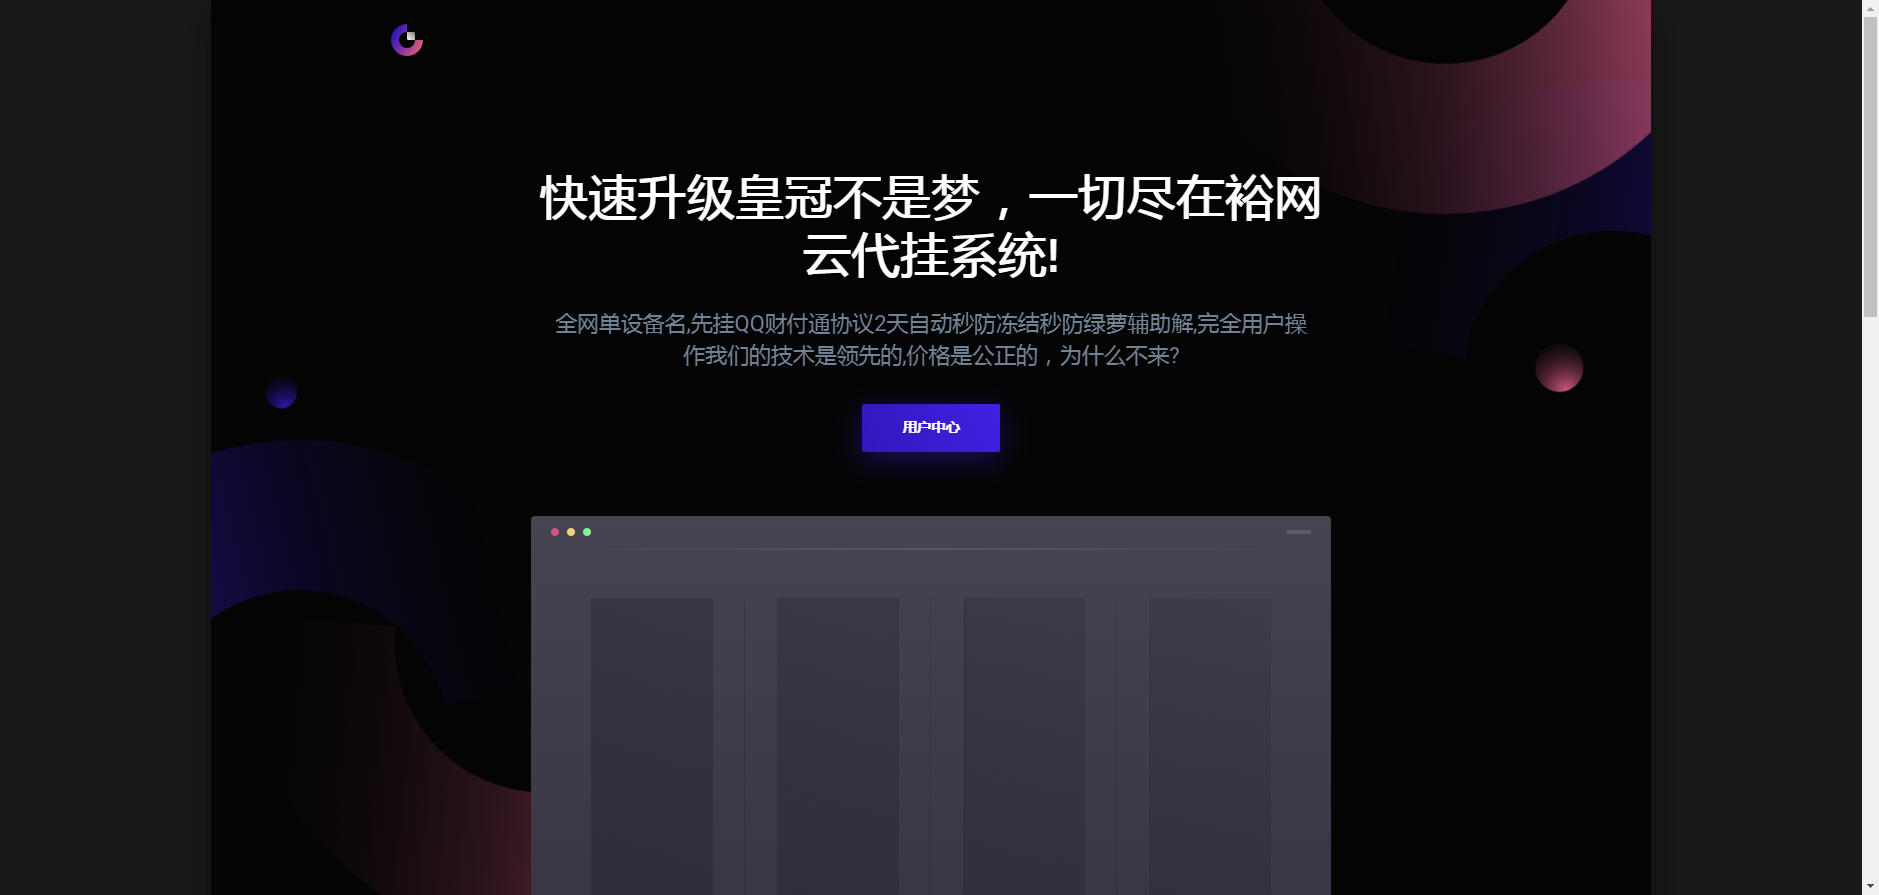 快速升级皇冠不是梦，一切尽在裕网
云代挂系统!
全网单设备名,先挂QQ财付通协议2天自动秒防冻结秒防绿萝辅助解,完全用户操
作我们的技术是领先的,价格是公正的，为什么不来?
用户中心